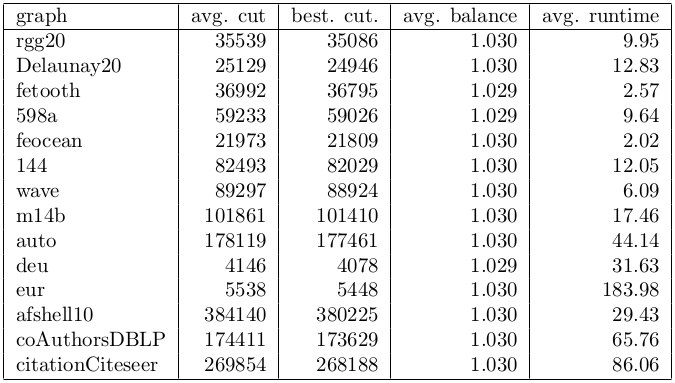 graph avg. cut best. cut. avg. balance avg. runtime
rgg20 35539 35086 1.030 9.95
Delaunay20 25129 24946 1.030 12.83
fetooth 36992 36795 1.029 2.57
598a 59233 59026 1.029 9.64
feocean 21973 21809 1.030 2.02
144 82493 82029 1.030 12.05
wave 89297 88924 1.030 6.09
m14b 101861 101410 1.030 17.46
auto 178119 177461 1.030 44.14
deu 4146 4078 1.029 31.63
eur 5538 5448 1.030 183.98
afshell10 384140 380225 1.030 29.43
coAuthorsDBLP 174411 173629 1.030 65.76
citationCiteseer 269854 268188 1.030 86.06